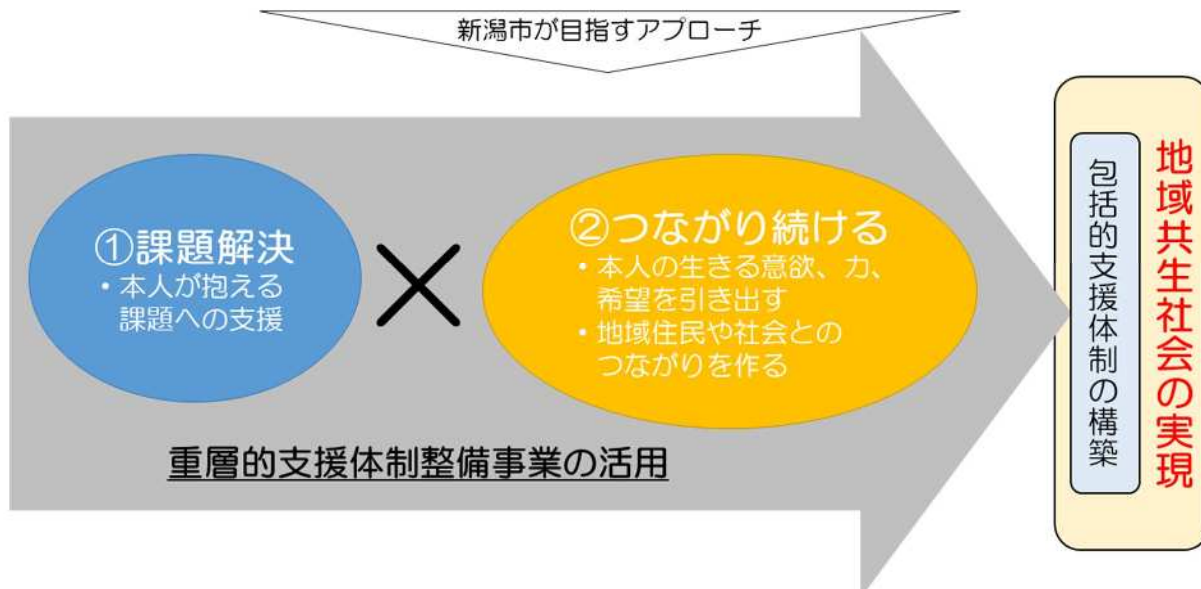 新潟市が目指すアプローチ
①課題解決
・本人が抱える
課題への支援
②つながり続ける
・本人の生きる意欲、力、
希望を引き出す
・地域住民や社会との
つながりを作る
重層的支援体制整備事業の活用
包括的支援体制の構築
地域共生社会の実現